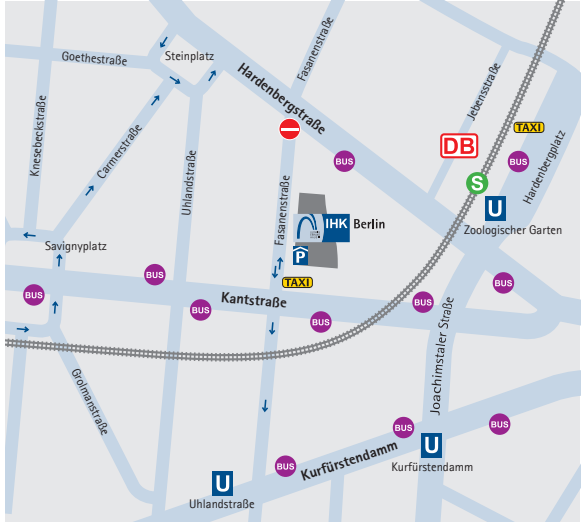 Steinplatz
Goethestraße
Fasanenstraße
Hardenbergstraße
Jebensstraße
Knesebeckstraße
Carmerstraße
Uhlandstraße
Fasanenstraße
TAXI
DB
BUS
BUS
Hardenbergplatz
S
U
Zoologischer Garten
IHK Berlin
P
Savignyplatz
TAXI
BUS
BUS
BUS
Kantstraße
BUS
BUS
BUS
Joachimstaler Straße
Grolmanstraße
BUS
BUS
U
Kurfürstendamm
Kurfürstendamm
BUS
U
Uhlandstraße